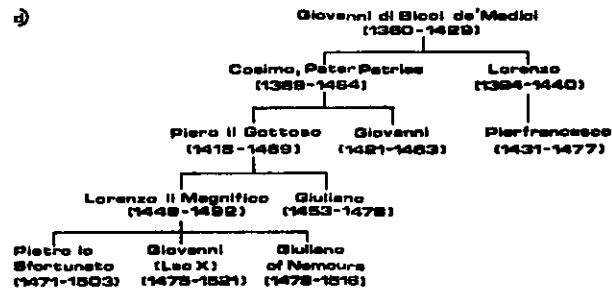 Giovanni di Bicci de'Medici
(1360-1429)
Cosimo, Pater Patriae Lorenzo
(1389-1464) (1394-1440)
Piero il Gottoso Giovanni Pierfrancesco
(1416-1469) (1421-1463) (1431-1477)
Lorenzo il Magnifico Giuliano
(1449-1492) (1453-1478)
Pietro lo Giovanni Giuliano
Sfortunato (Leo X) of Nemours
(1471-1503) (1475-1521) (1479-1516)